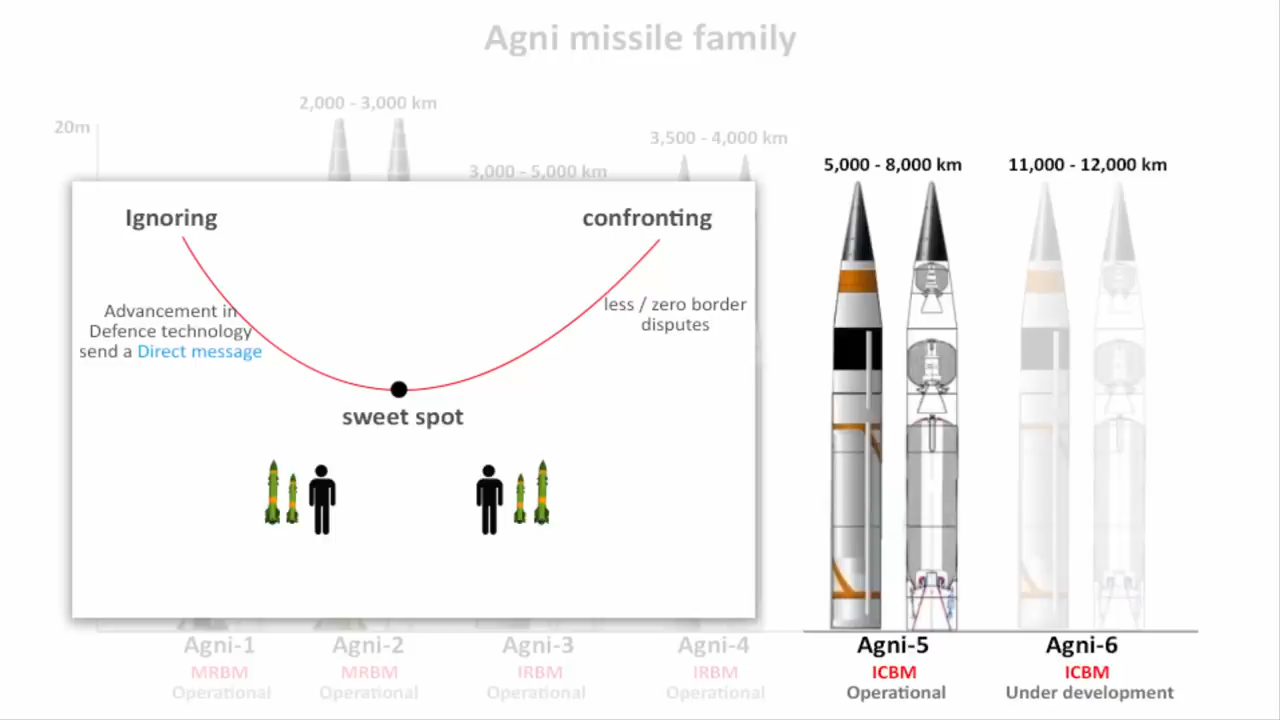 Agni missile family
2,000 - 3,000 km
20m
3,500 - 4,000 km
3,000 - 5,000 km
5,000 - 8,000 km
11,000 - 12,000 km
Ignoring
confronting
Advancement in
Defence technology
send a Direct message
less / zero border
disputes
sweet spot
Agni-1
MRBM
Operational
Agni-2
MRBM
Operational
Agni-3
IRBM
Operational
Agni-4
IRBM
Operational
Agni-5
ICBM
Operational
Agni-6
ICBM
Under development